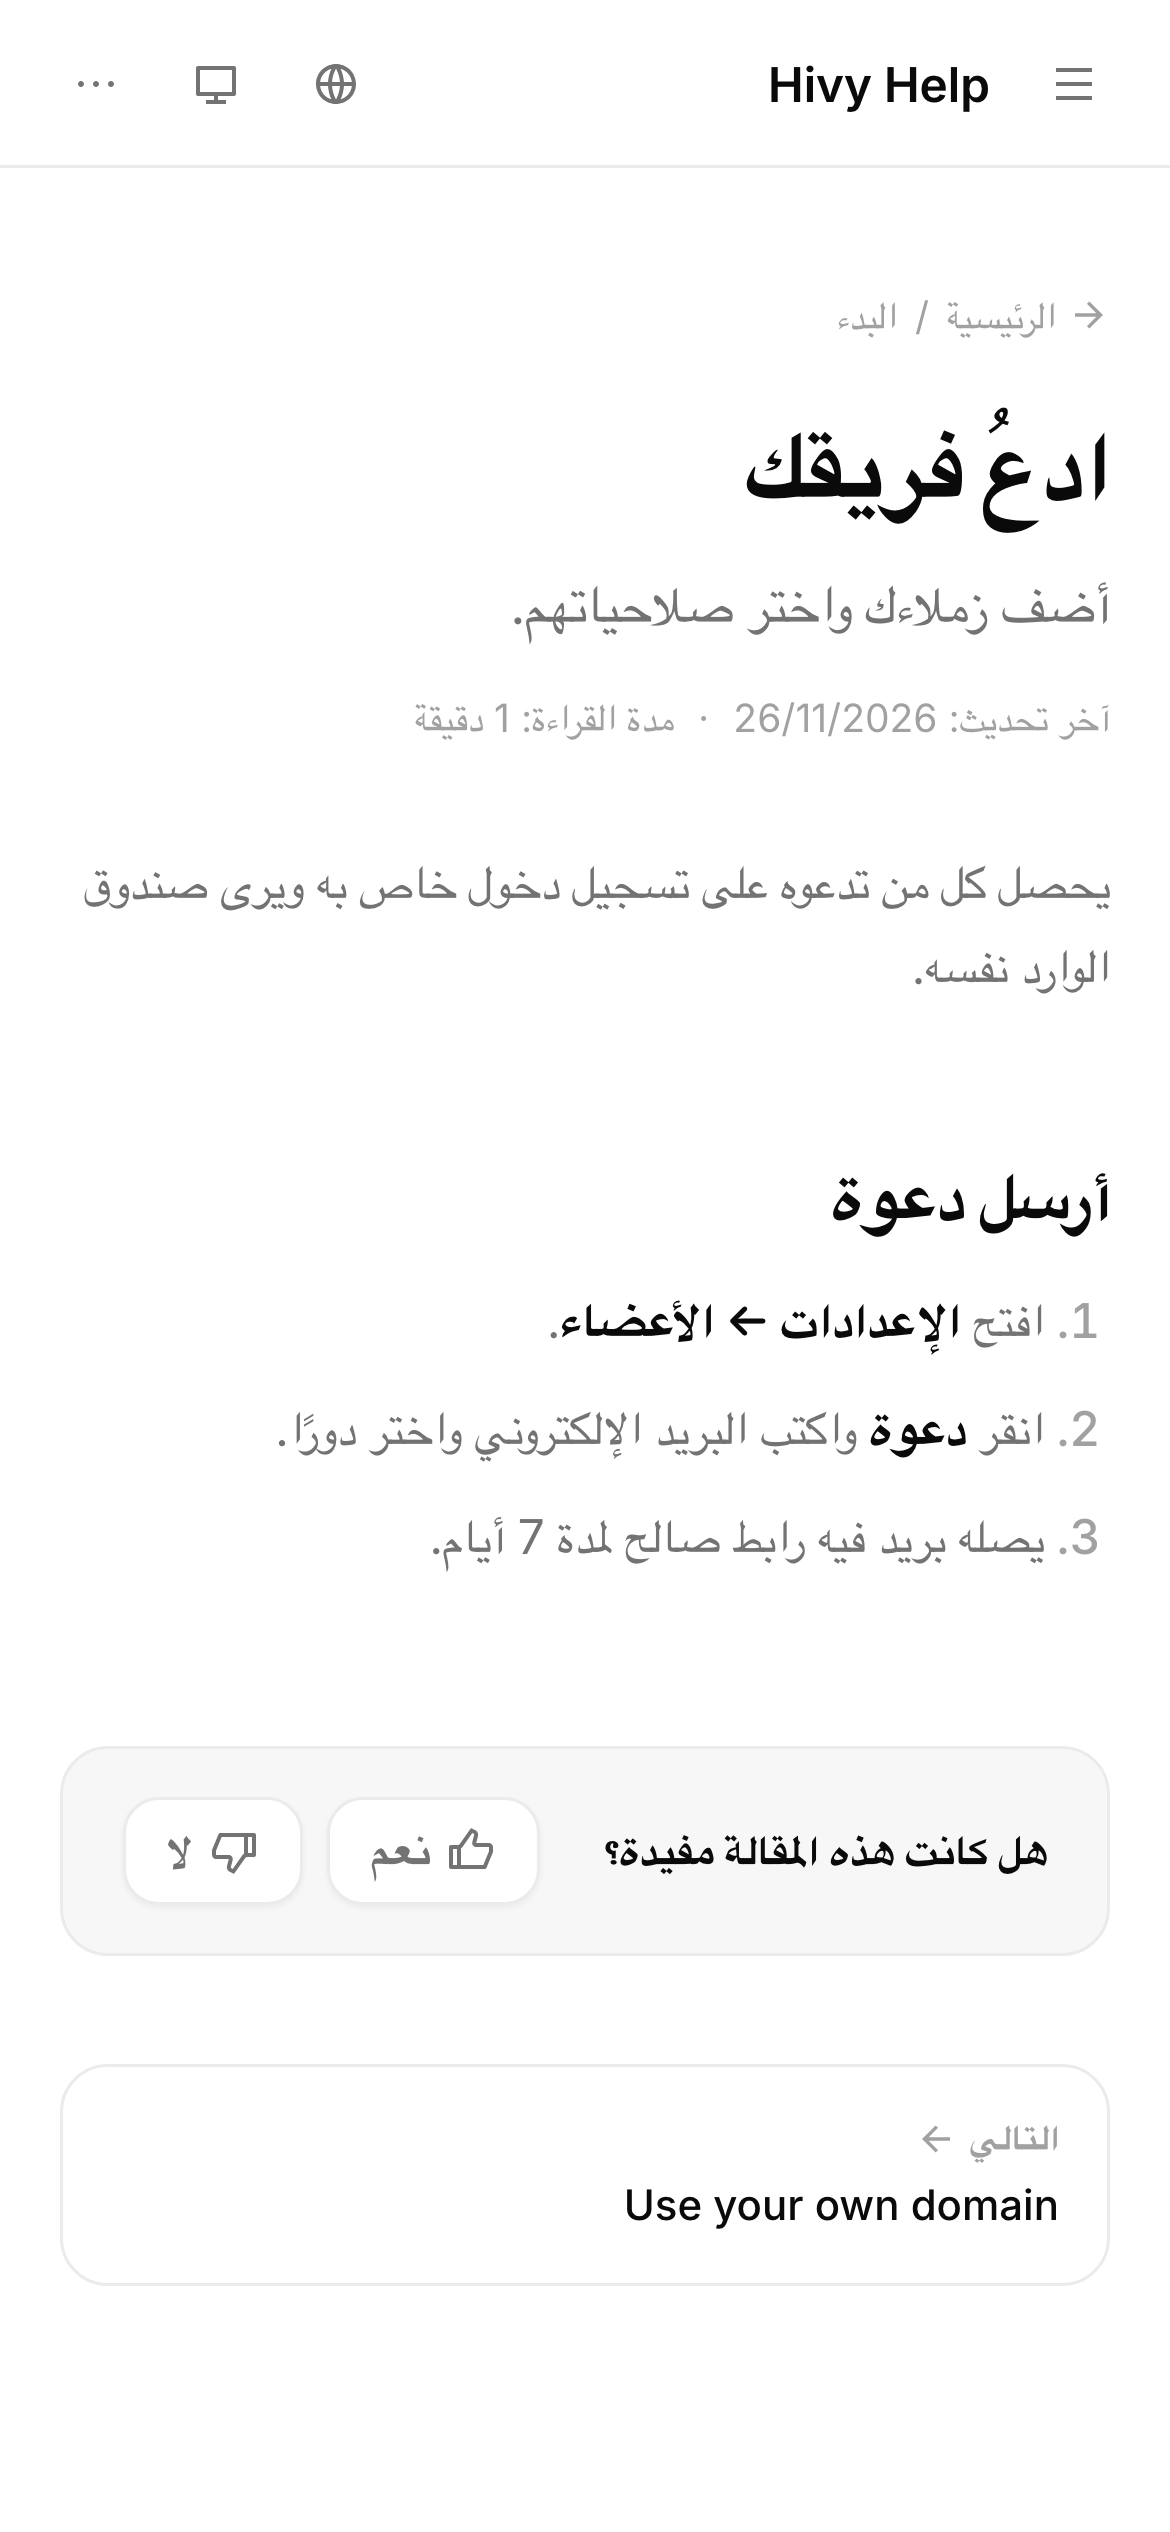 Hivy Help
→ الرئيسية / البدء
ادعُ فريقك
أضف زملاءك واختر صلاحياتهم.
آخر تحديث: 26/11/2026 · مدة القراءة: 1 دقيقة
يحصل كل من تدعوه على تسجيل دخول خاص به ويرى صندوق
الوارد نفسه.
أرسل دعوة
1. افتح الإعدادات ← الأعضاء.
2. انقر دعوة واكتب البريد الإلكتروني واختر دورًا.
3. يصله بريد فيه رابط صالح لمدة 7 أيام.
هل كانت هذه المقالة مفيدة؟ نعم لا
التالي ←
Use your own domain